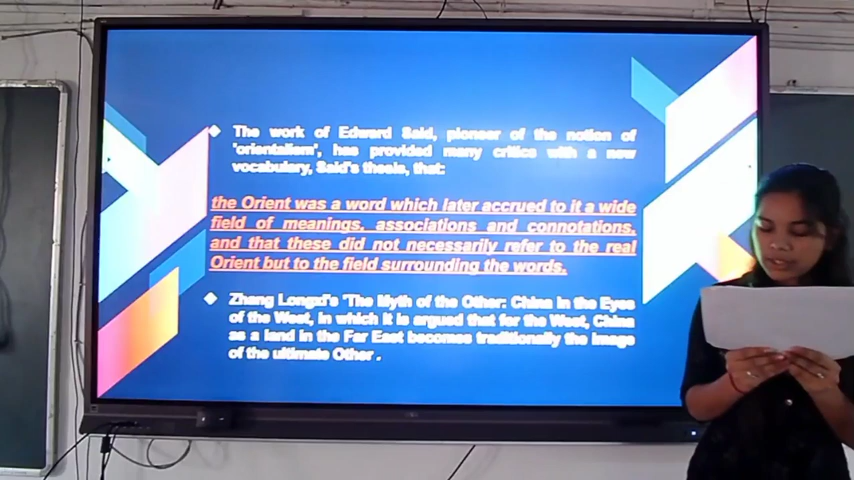 The work of Edward Said, pioneer of the notion of
'orientalism', has provided many critics with a new
vocabulary, Said's thesis, that:
the Orient was a word which later accrued to it a wide
field of meanings, associations and connotations,
and that these did not necessarily refer to the real
Orient but to the field surrounding the words.
Zhang Longxi's 'The Myth of the Other: China in the Eyes
of the West, in which it is argued that for the West, China
as a land in the Far East becomes traditionally the image
of the ultimate Other .